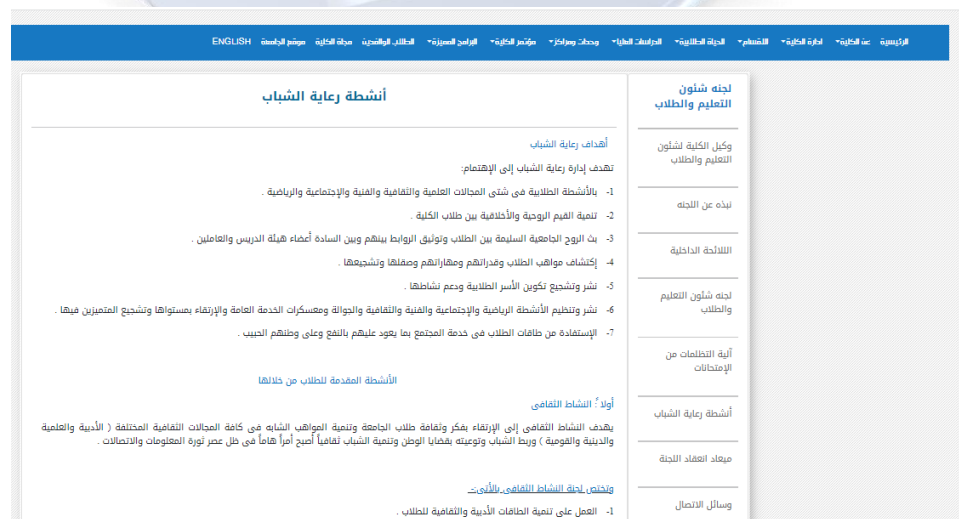 الرئيسية عن الكلية ادارة الكلية الاقسام الحياة الطلابية الدراسات العليا وحدات ومراكز مؤتمر الكلية البرامج المميزة الطلاب الوافدين مجلة الكلية موقع الجامعة ENGLISH
لجنه شئون
التعليم والطلاب
وكيل الكلية لشئون
التعليم والطلاب
نبذه عن اللجنه
اللائحة الداخلية
لجنه شئون التعليم
والطلاب
آلية التظلمات من
الإمتحانات
أنشطة رعاية الشباب
ميعاد انعقاد اللجنة
وسائل الاتصال
أنشطة رعاية الشباب
أهداف رعاية الشباب
تهدف إدارة رعاية الشباب إلى الإهتمام:
1- بالأنشطة الطلابية فى شتى المجالات العلمية والثقافية والفنية والإجتماعية والرياضية .
2- تنمية القيم الروحية والأخلاقية بين طلاب الكلية .
3- بث الروح الجامعية السليمة بين الطلاب وتوثيق الروابط بينهم وبين السادة أعضاء هيئة الدريس والعاملين .
4- إكتشاف مواهب الطلاب وقدراتهم ومهاراتهم وصقلها وتشجيعها .
5- نشر وتشجيع تكوين الأسر الطلابية ودعم نشاطها .
6- نشر وتنظيم الأنشطة الرياضية والإجتماعية والفنية والثقافية والجوالة ومعسكرات الخدمة العامة والإرتقاء بمستواها وتشجيع المتميزين فيها .
7- الإستفادة من طاقات الطلاب فى خدمة المجتمع بما يعود عليهم بالنفع وعلى وطنهم الحبيب .
الأنشطة المقدمة للطلاب من خلالها
أولا ً: النشاط الثقافى
يهدف النشاط الثقافى إلى الإرتقاء بفكر وثقافة طلاب الجامعة وتنمية المواهب الشابه فى كافة المجالات الثقافية المختلفة ( الأدبية والعلمية
والدينية والقومية ) وربط الشباب وتوعيته بقضايا الوطن وتنمية الشباب ثقافياً أصبح أمراً هاماً فى ظل عصر ثورة المعلومات والاتصالات .
وتختص لجنة النشاط الثقافى بالأتى:-
1- العمل على تنمية الطاقات الأدبية والثقافية للطلاب .